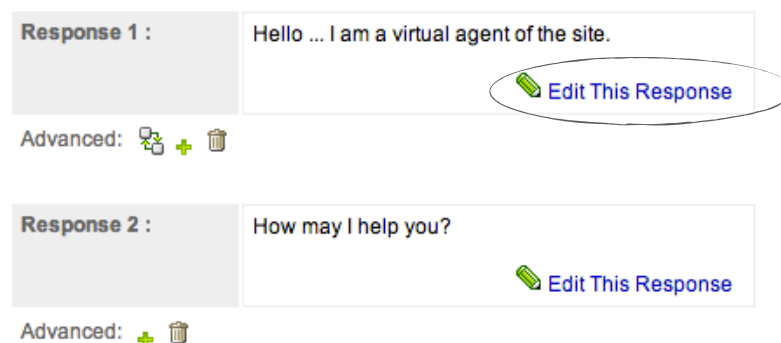 Response 1 :
Hello ... I am a virtual agent of the site.
Edit This Response
Advanced:
Response 2 :
How may I help you?
Edit This Response
Advanced: